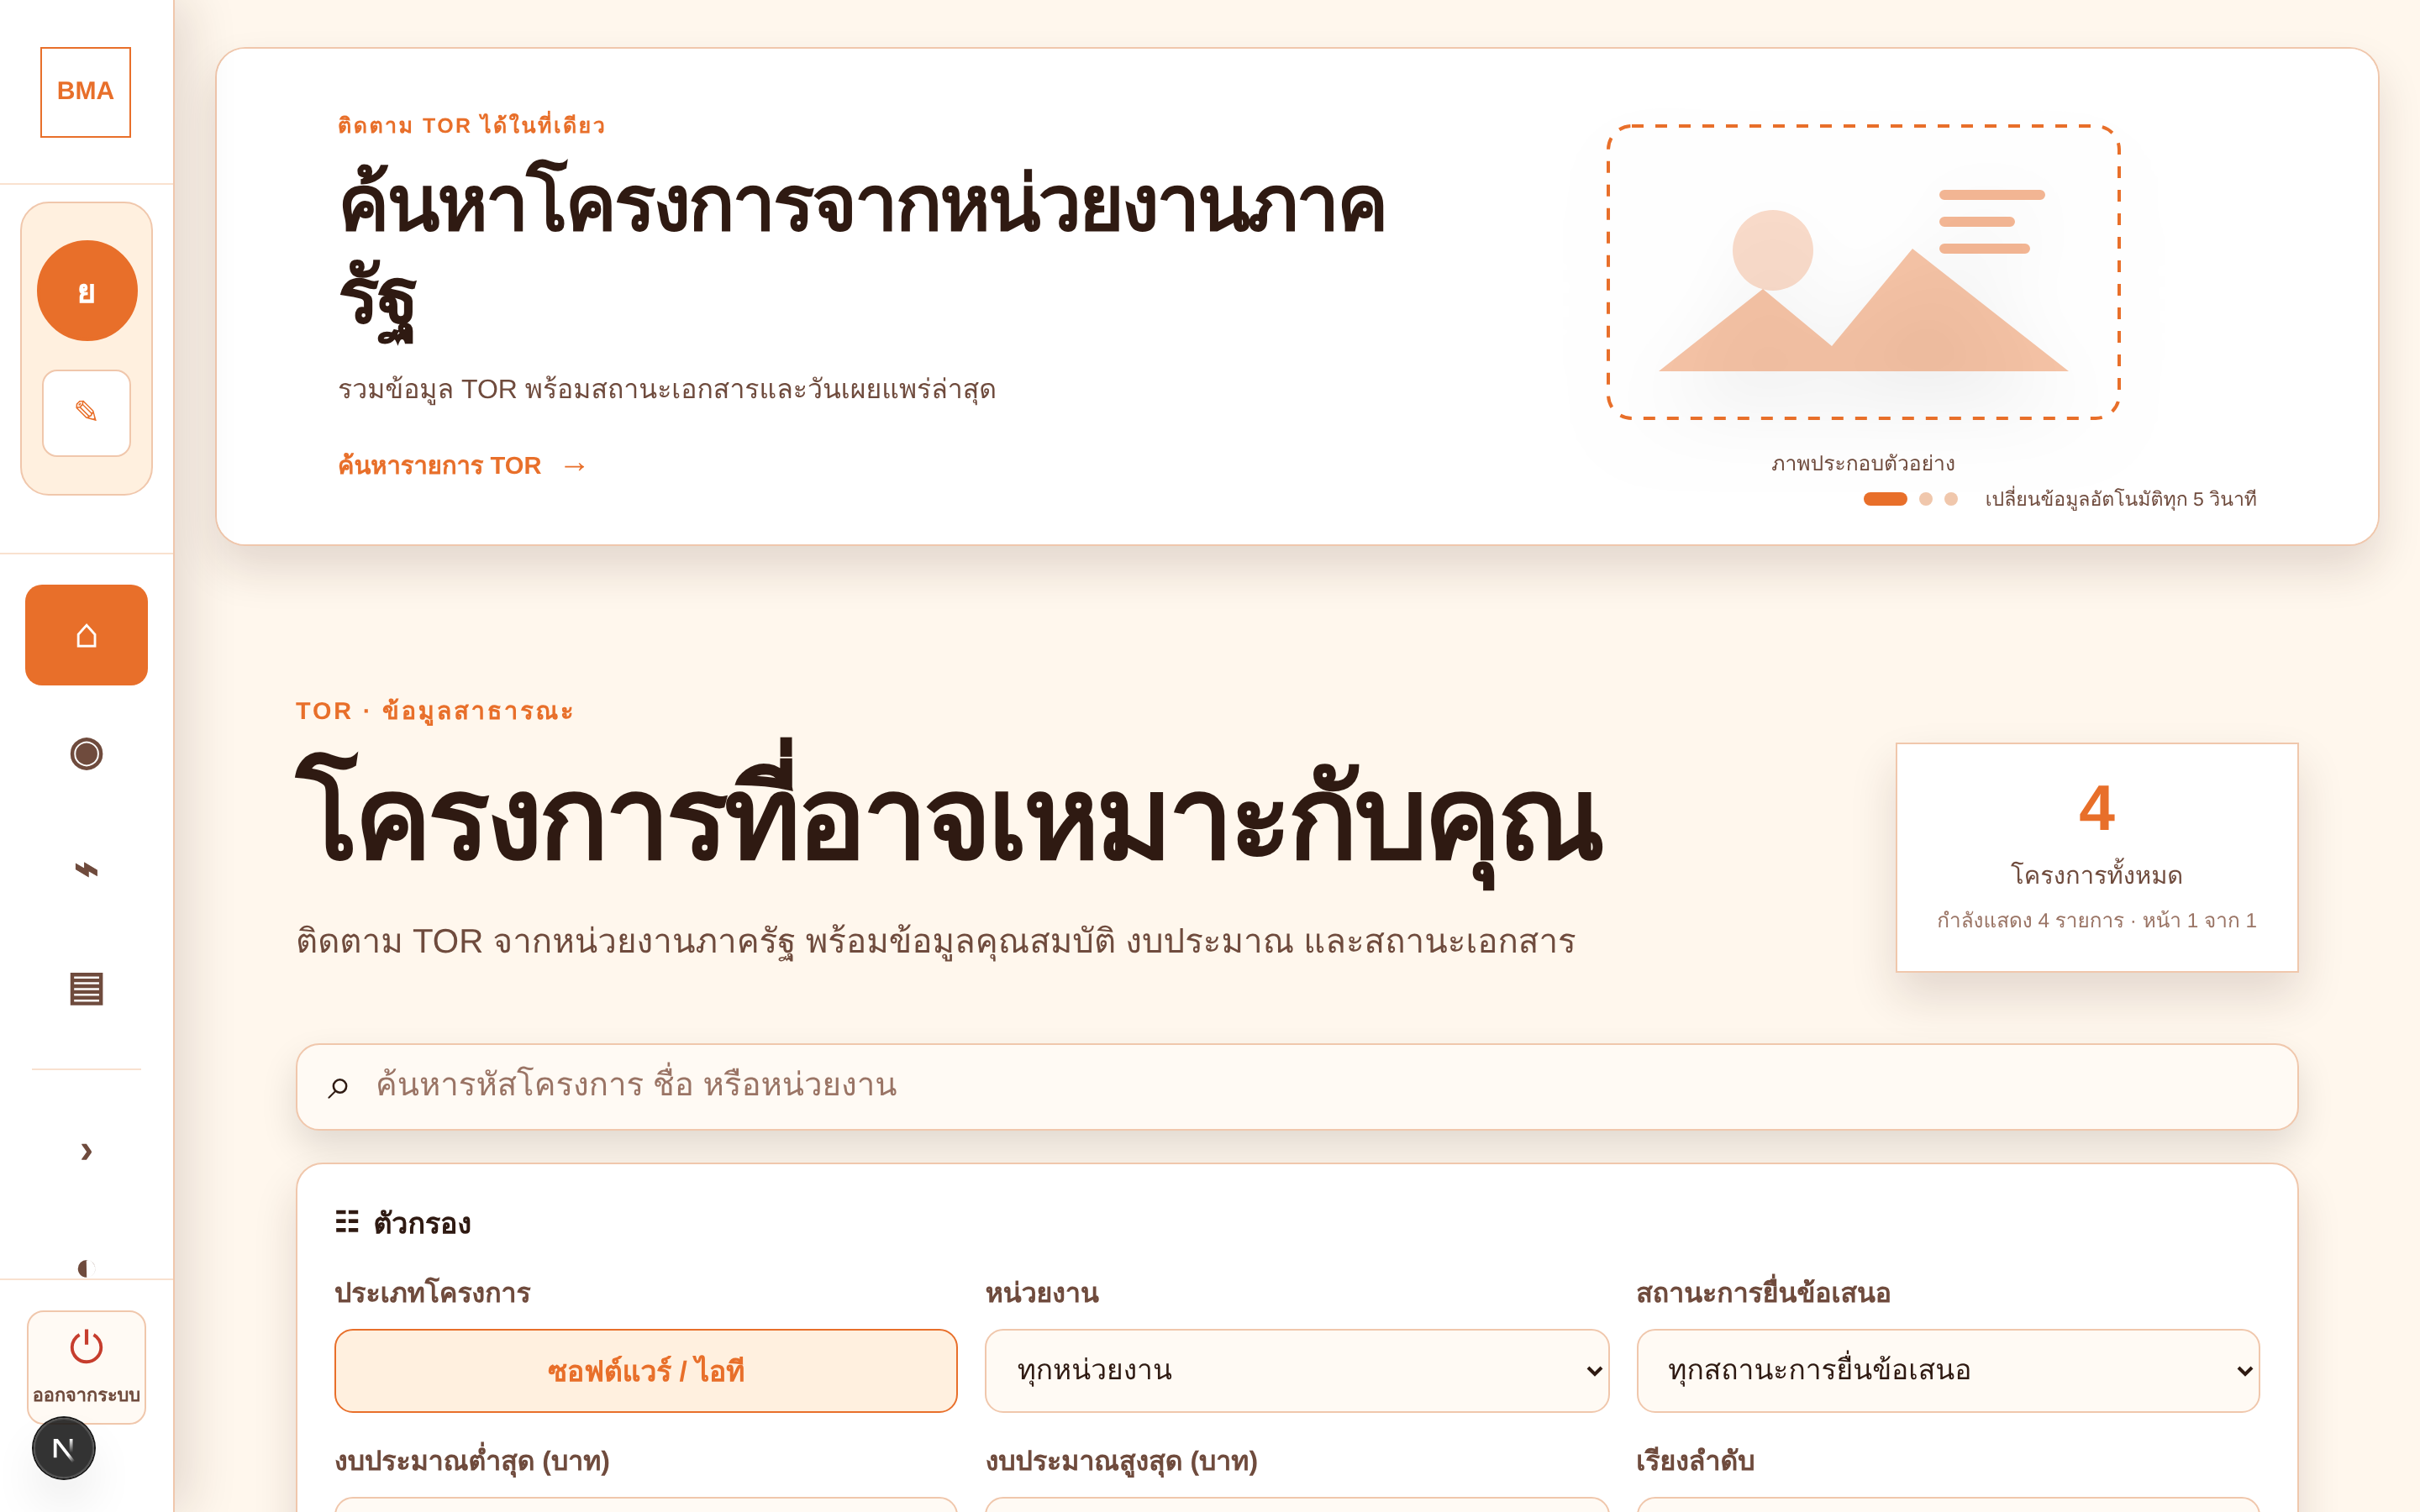 BMA
ย
ออกจากระบบ
N
ติดตาม TOR ได้ในที่เดียว
ค้นหาโครงการจากหน่วยงานภาค
รัฐ
รวมข้อมูล TOR พร้อมสถานะเอกสารและวันเผยแพร่ล่าสุด
ค้นหารายการ TOR →
ภาพประกอบตัวอย่าง
เปลี่ยนข้อมูลอัตโนมัติทุก 5 วินาที
TOR · ข้อมูลสาธารณะ
โครงการที่อาจเหมาะกับคุณ
ติดตาม TOR จากหน่วยงานภาครัฐ พร้อมข้อมูลคุณสมบัติ งบประมาณ และสถานะเอกสาร
4
โครงการทั้งหมด
กำลังแสดง 4 รายการ · หน้า 1 จาก 1
ค้นหารหัสโครงการ ชื่อ หรือหน่วยงาน
ตัวกรอง
ประเภทโครงการ
ซอฟต์แวร์ / ไอที
หน่วยงาน
ทุกหน่วยงาน
สถานะการยื่นข้อเสนอ
ทุกสถานะการยื่นข้อเสนอ
งบประมาณต่ำสุด (บาท)
งบประมาณสูงสุด (บาท)
เรียงลำดับ